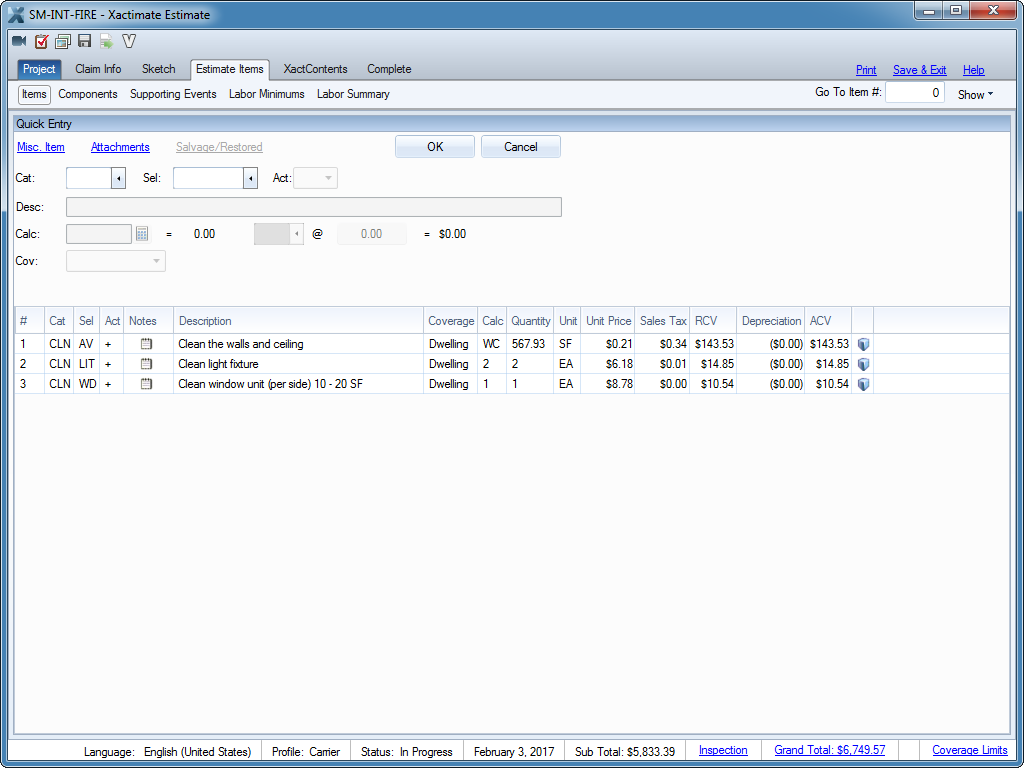 SM-INT-FIRE - Xactimate Estimate
Project Claim Info Sketch Estimate Items XactContents Complete Print Save & Exit Help
Items Components Supporting Events Labor Minimums Labor Summary Go To Item #: 0 Show
Quick Entry
Misc. Item Attachments Salvage/Restored OK Cancel
Cat: Sel: Act:
Desc:
Calc: = 0.00 @ 0.00 = $0.00
Cov:
# Cat Sel Act Notes Description Coverage Calc Quantity Unit Unit Price Sales Tax RCV Depreciation ACV
1 CLN AV + Clean the walls and ceiling Dwelling WC 567.93 SF $0.21 $0.34 $143.53 ($0.00) $143.53
2 CLN LIT + Clean light fixture Dwelling 2 2 EA $6.18 $0.01 $14.85 ($0.00) $14.85
3 CLN WD + Clean window unit (per side) 10 - 20 SF Dwelling 1 1 EA $8.78 $0.00 $10.54 ($0.00) $10.54
Language: English (United States) Profile: Carrier Status: In Progress February 3, 2017 Sub Total: $5,833.39 Inspection Grand Total: $6,749.57 Coverage Limits